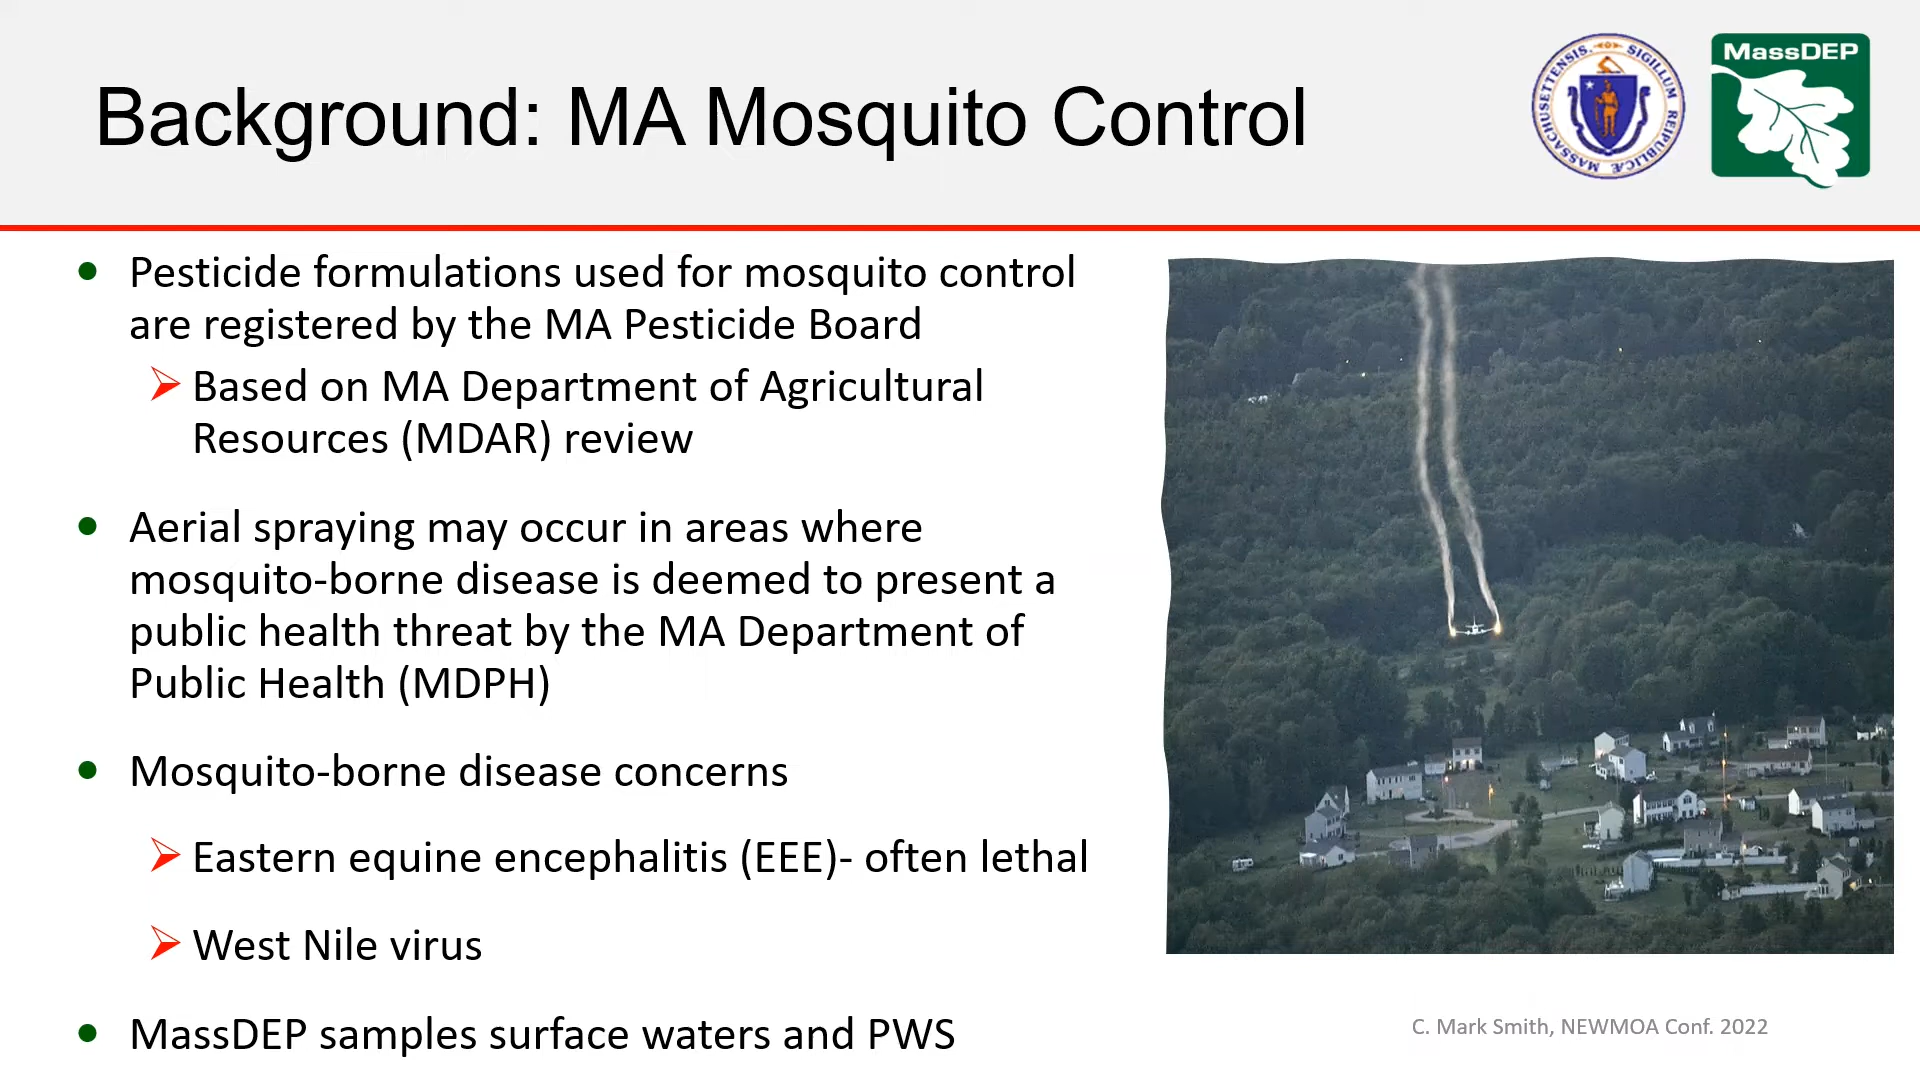 Background: MA Mosquito Control
SIGILLUM REIPUBLICÆ MASSACHUSETTENSIS.
MassDEP
Pesticide formulations used for mosquito control
are registered by the MA Pesticide Board
Based on MA Department of Agricultural
Resources (MDAR) review
Aerial spraying may occur in areas where
mosquito-borne disease is deemed to present a
public health threat by the MA Department of
Public Health (MDPH)
Mosquito-borne disease concerns
Eastern equine encephalitis (EEE)- often lethal
West Nile virus
MassDEP samples surface waters and PWS
C. Mark Smith, NEWMOA Conf. 2022